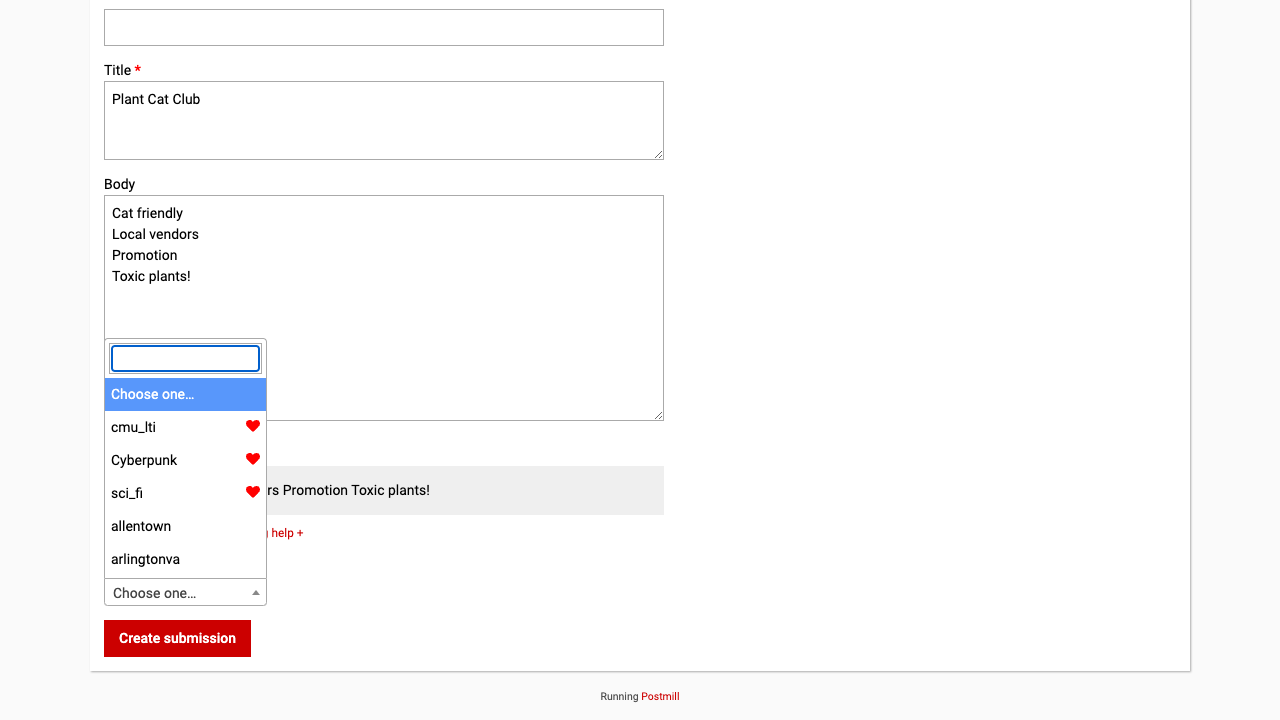 Title *
Plant Cat Club
Body
Cat friendly
Local vendors
Promotion
Toxic plants!
Choose one…
cmu_lti
Cyberpunk
sci_fi
allentown
arlingtonva
rs Promotion Toxic plants!
help +
Choose one…
Create submission
Running Postmill